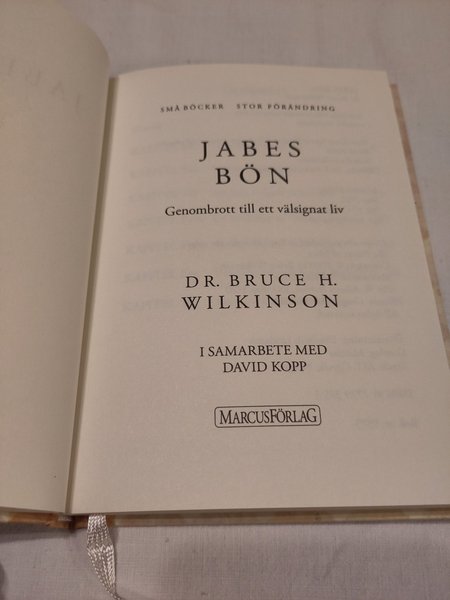 SMÅ BÖCKER STOR FÖRÄNDRING
JABES
BÖN
Genombrott till ett välsignat liv
DR. BRUCE H.
WILKINSON
I SAMARBETE MED
DAVID KOPP
MARCUSFÖRLAG